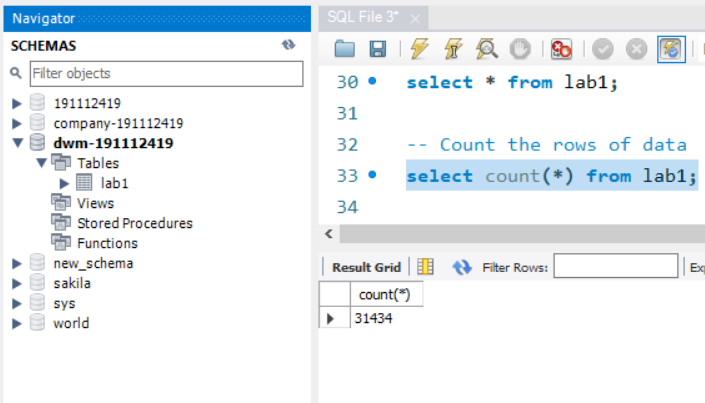 Navigator
SCHEMAS
Filter objects
191112419
company-191112419
dwm-191112419
Tables
lab1
Views
Stored Procedures
Functions
new_schema
sakila
sys
world
SQL File 3*
30 select * from lab1;
31
32 -- Count the rows of data
33 select count(*) from lab1;
34
Result Grid Filter Rows:
count(*)
31434